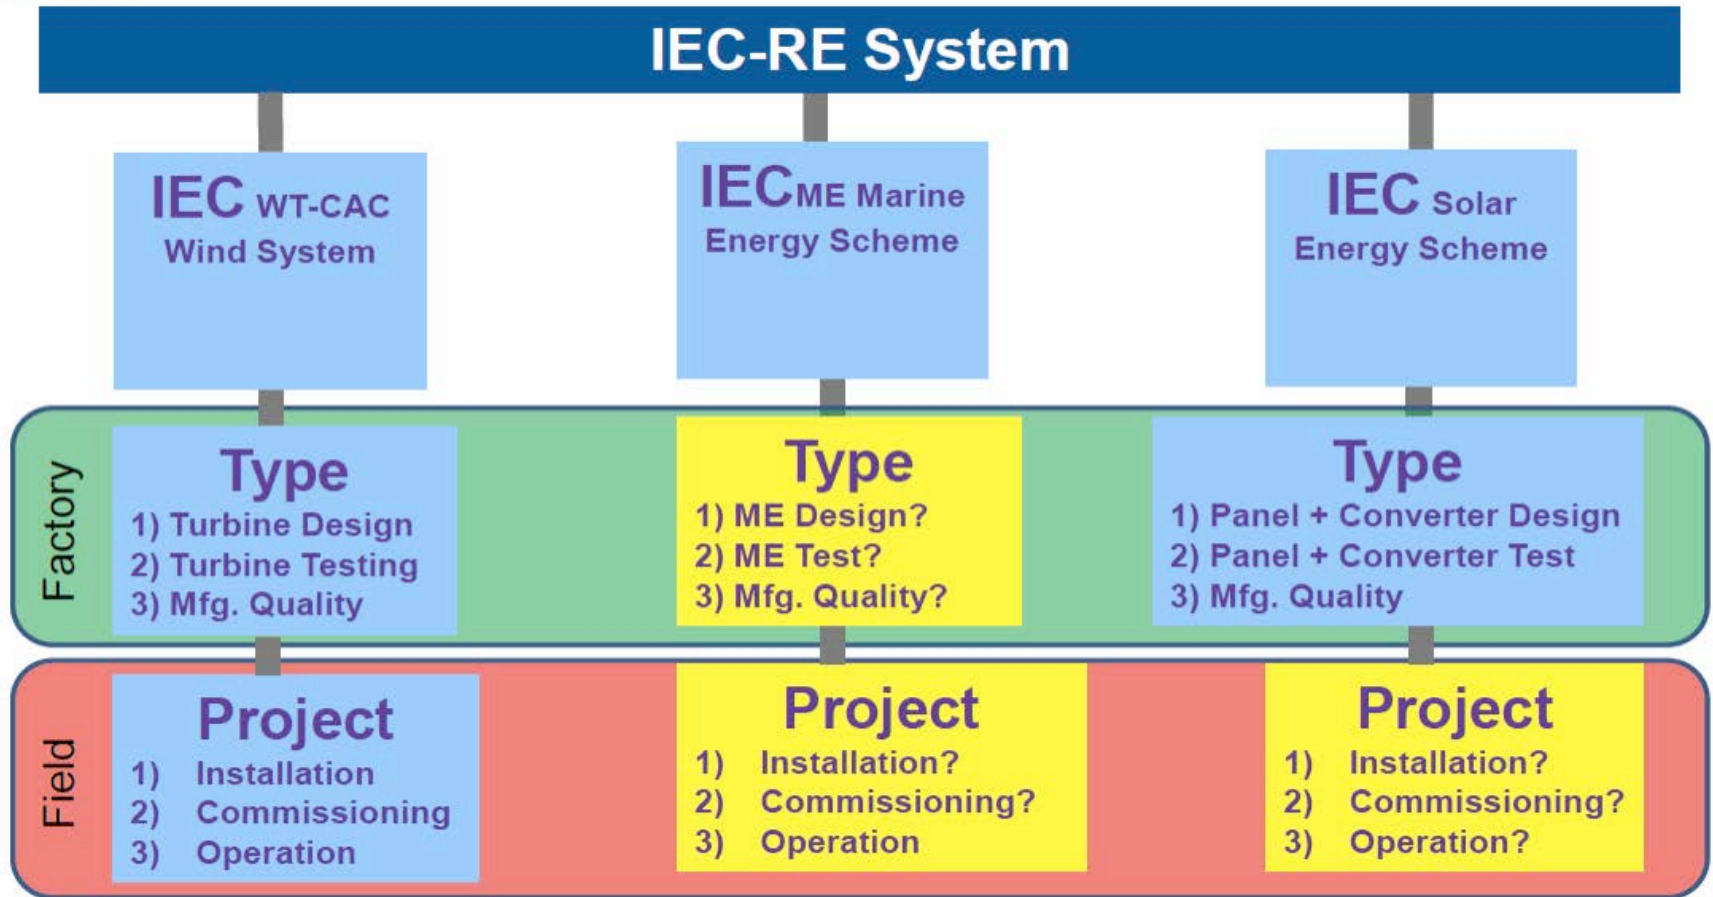 IEC-RE System
IEC WT-CAC
Wind System
IECME Marine
Energy Scheme
IEC Solar
Energy Scheme
Factory
Type
1) Turbine Design
2) Turbine Testing
3) Mfg. Quality
Type
1) ME Design?
2) ME Test?
3) Mfg. Quality?
Type
1) Panel + Converter Design
2) Panel + Converter Test
3) Mfg. Quality
Field
Project
1) Installation
2) Commissioning
3) Operation
Project
1) Installation?
2) Commissioning?
3) Operation
Project
1) Installation?
2) Commissioning?
3) Operation?